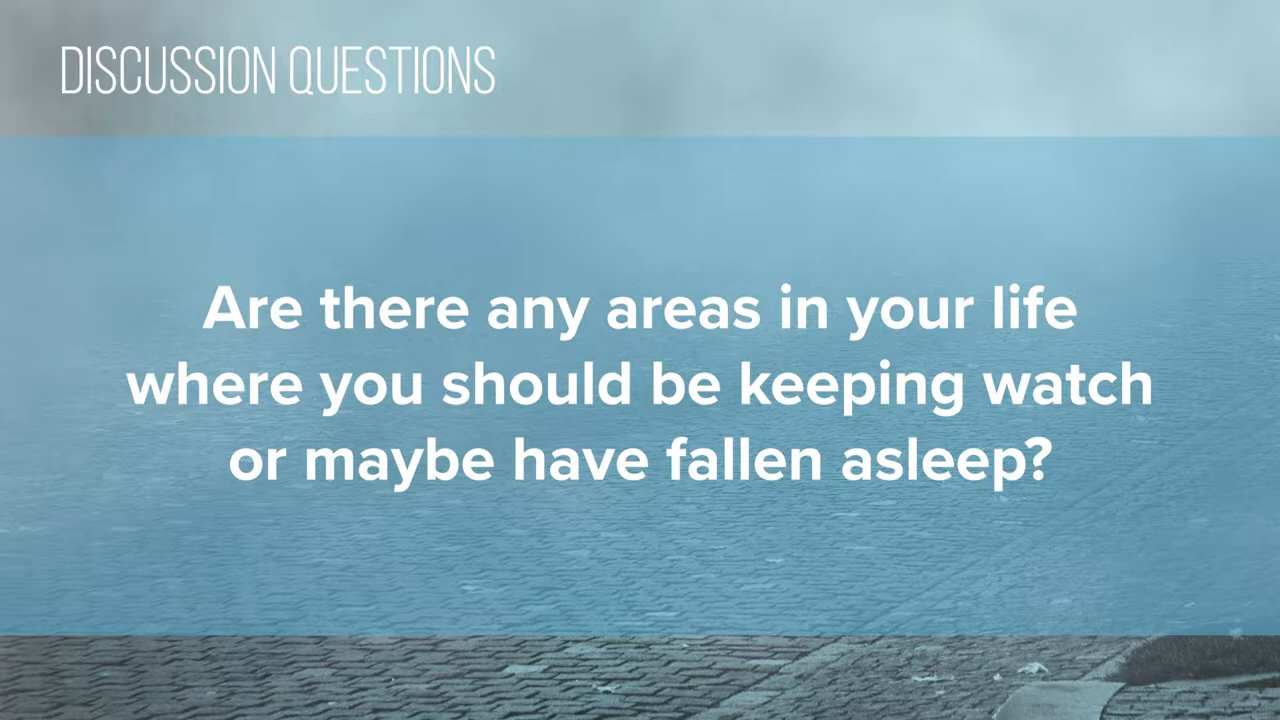 DISCUSSION QUESTIONS
Are there any areas in your life
where you should be keeping watch
or maybe have fallen asleep?